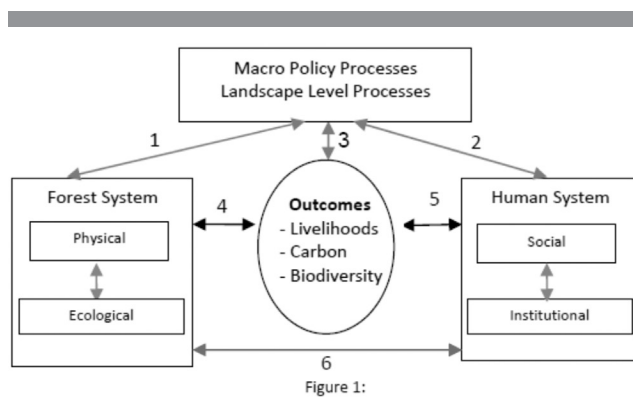 Macro Policy Processes
Landscape Level Processes
1
3
2
Forest System
Physical
Ecological
4
Outcomes
- Livelihoods
- Carbon
- Biodiversity
5
Human System
Social
Institutional
6
Figure 1: